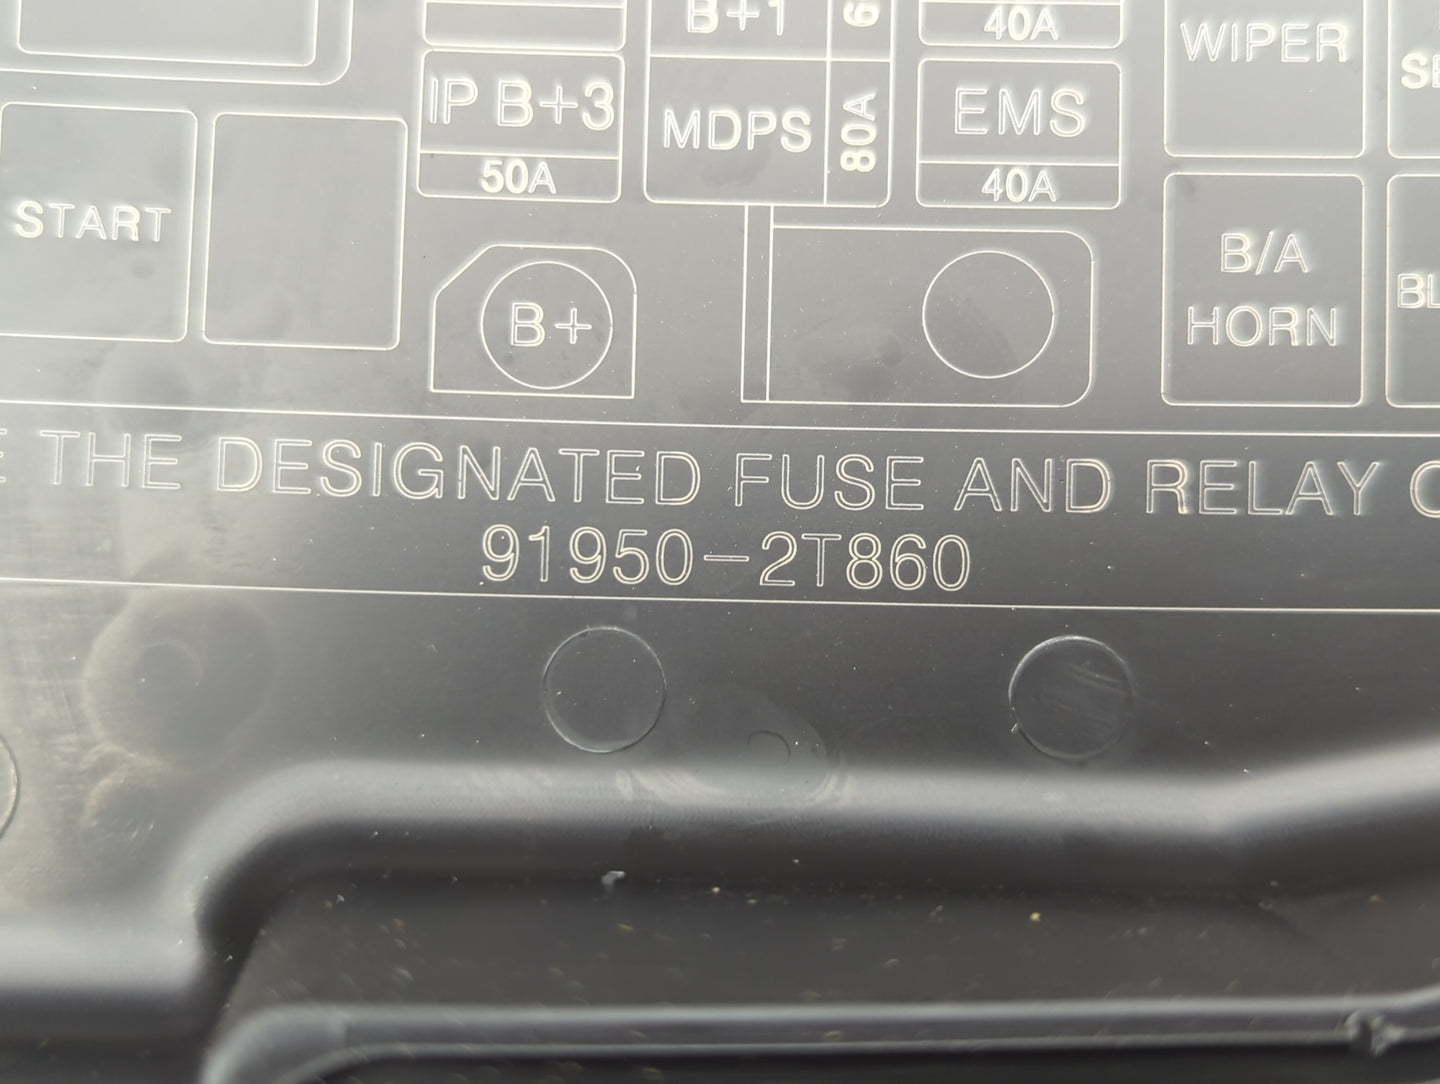 B+1
40A
WIPER
IP B+3
50A
MDPS
80A
EMS
40A
START
B+
B/A
HORN
THE DESIGNATED FUSE AND RELAY
91950-2T860